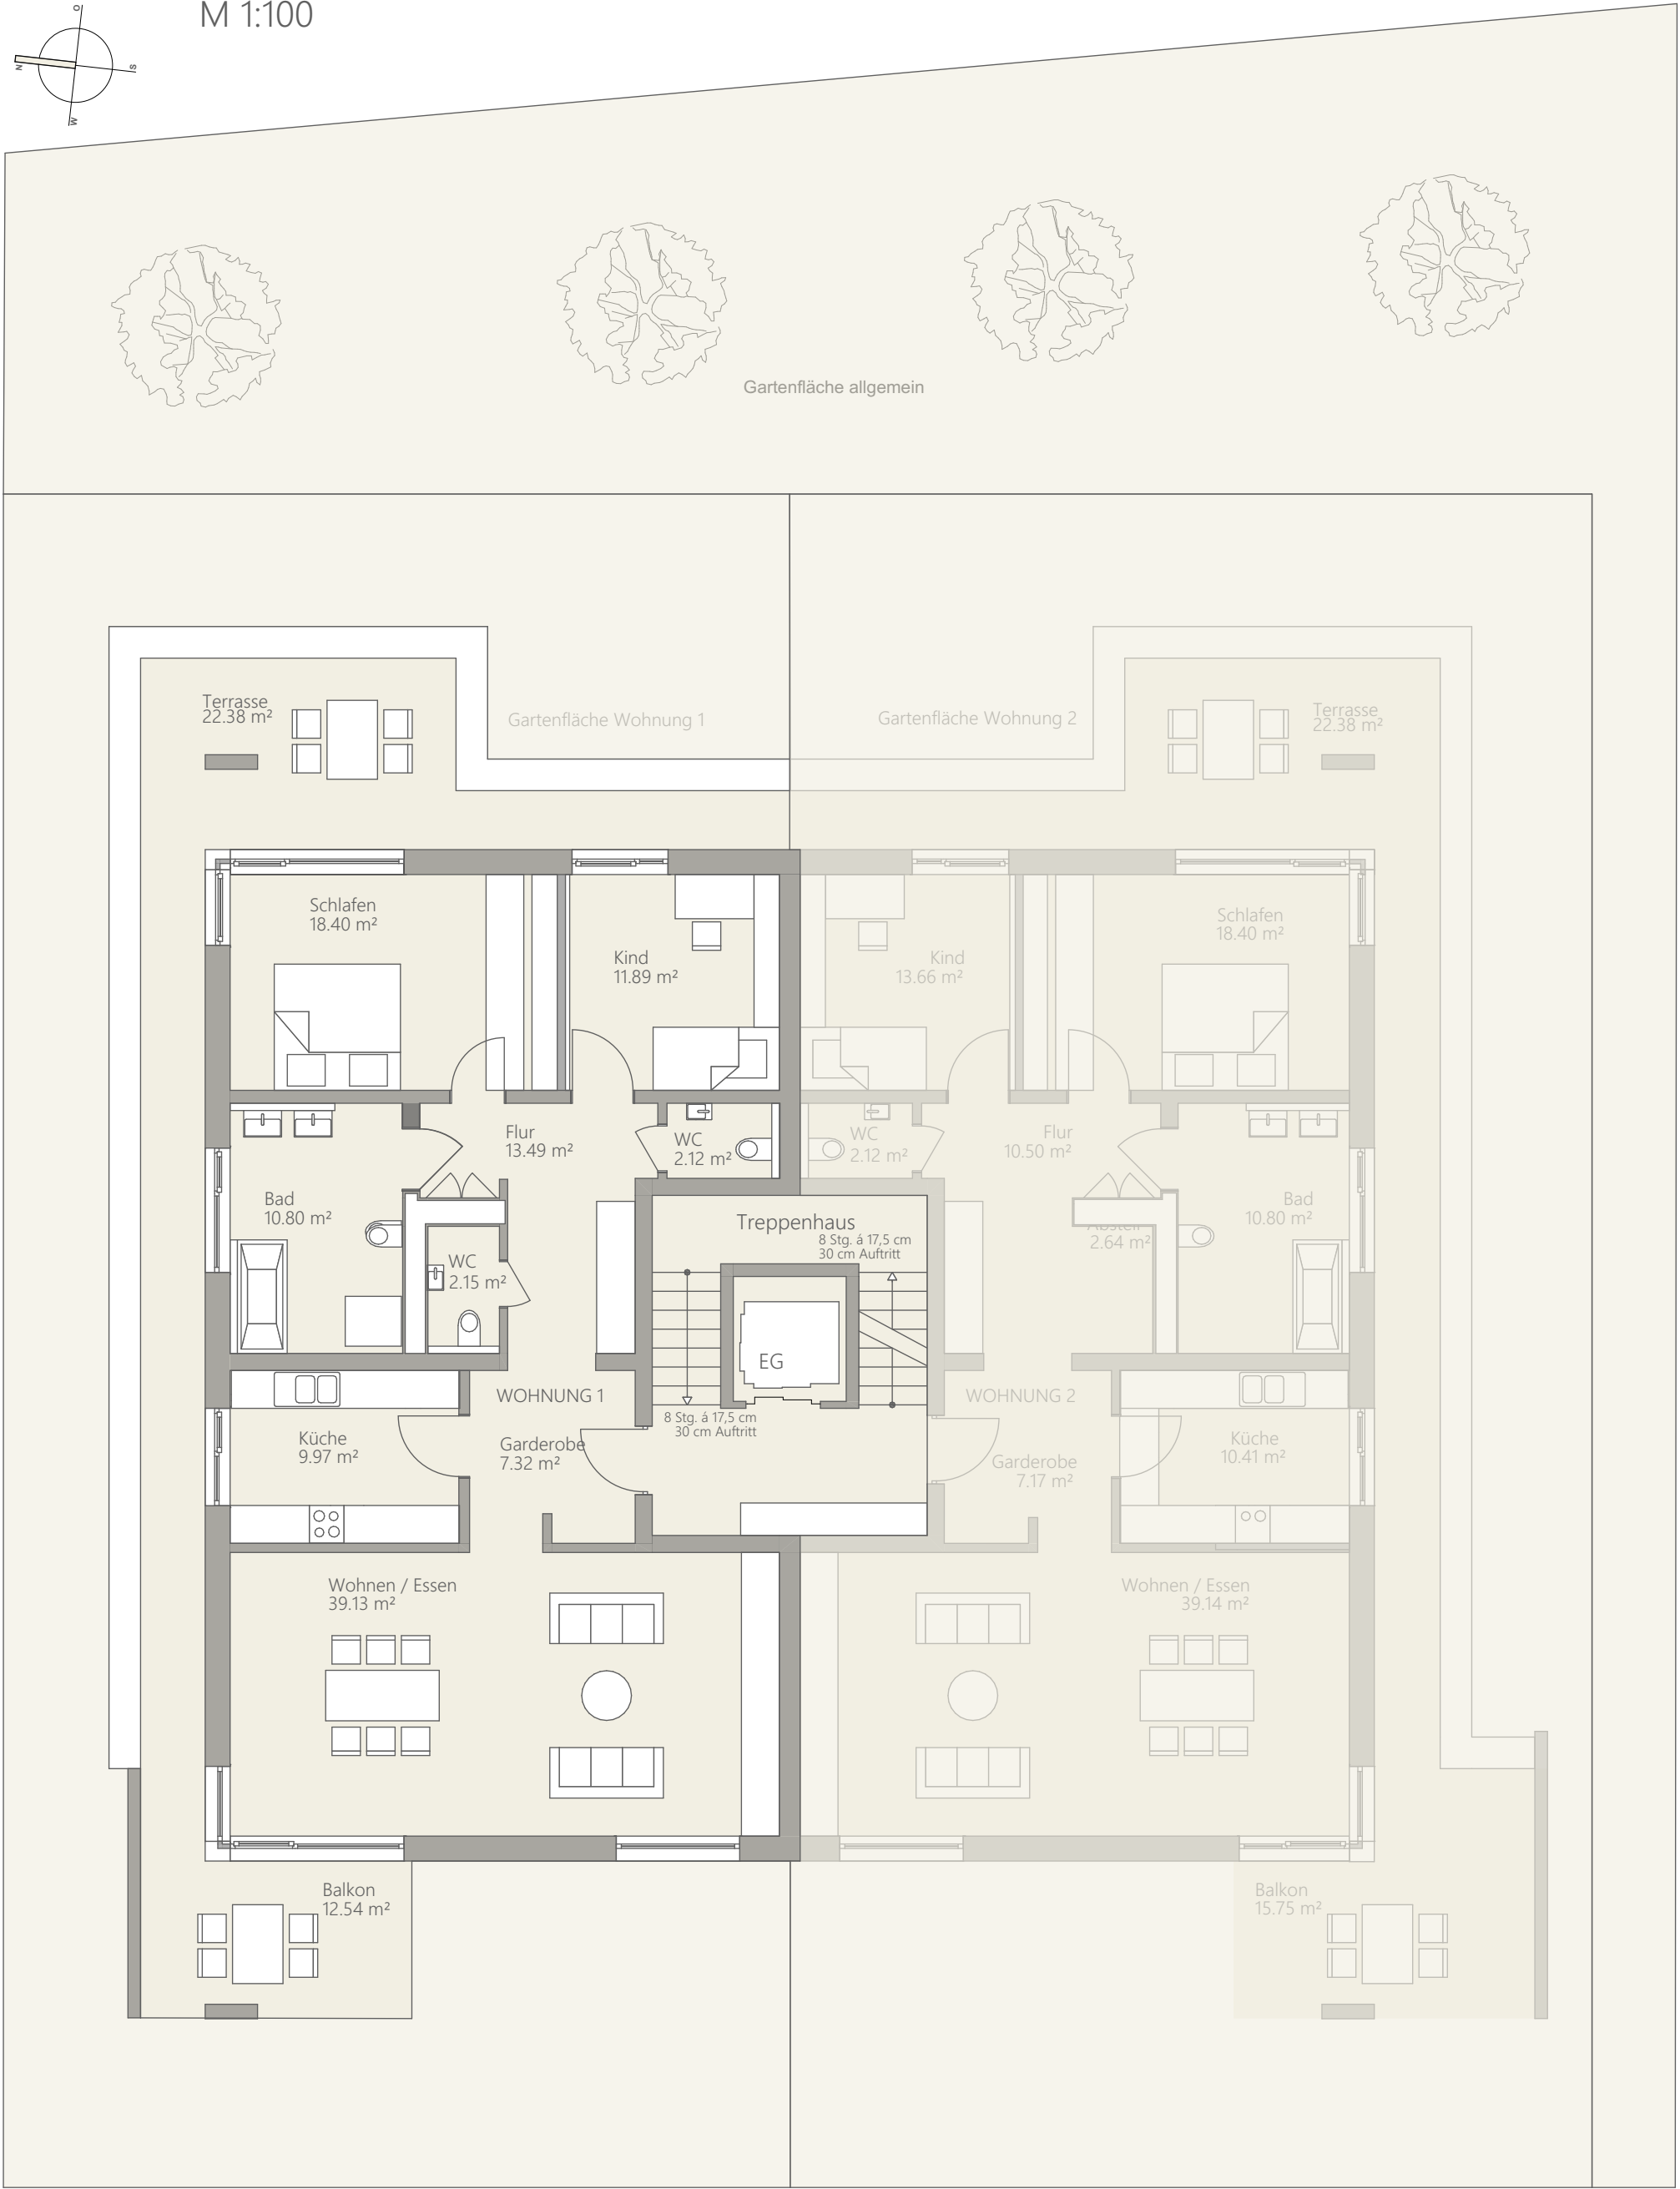 M 1:100
O
N
S
W
Gartenfläche allgemein
Terrasse
22.38 m²
Gartenfläche Wohnung 1
Gartenfläche Wohnung 2
Terrasse
22.38 m²
Schlafen
18.40 m²
Kind
11.89 m²
Kind
13.66 m²
Schlafen
18.40 m²
Flur
13.49 m²
WC
2.12 m²
WC
2.12 m²
Flur
10.50 m²
Bad
10.80 m²
Treppenhaus
8 Stg. á 17,5 cm
30 cm Auftritt
Abstell
2.64 m²
Bad
10.80 m²
WC
2.15 m²
EG
WOHNUNG 1
WOHNUNG 2
8 Stg. á 17,5 cm
30 cm Auftritt
Küche
9.97 m²
Garderobe
7.32 m²
Garderobe
7.17 m²
Küche
10.41 m²
Wohnen / Essen
39.13 m²
Wohnen / Essen
39.14 m²
Balkon
12.54 m²
Balkon
15.75 m²